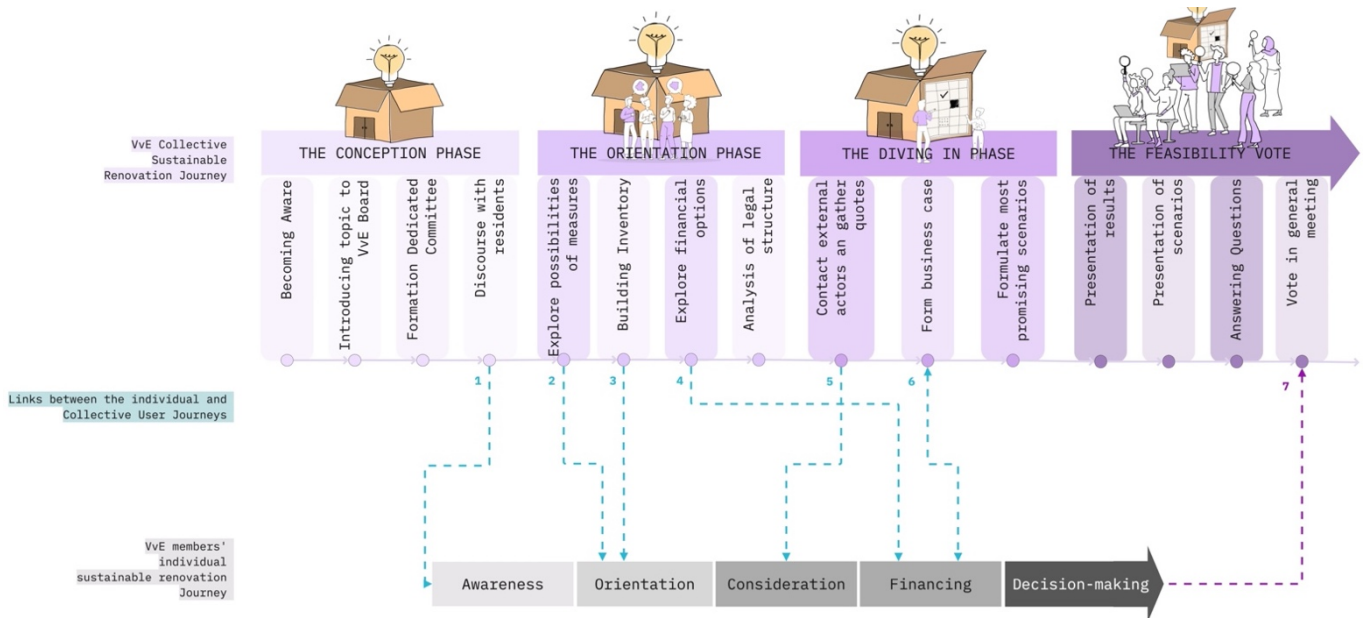 VvE Collective
Sustainable
Renovation Journey
THE CONCEPTION PHASE
THE ORIENTATION PHASE
THE DIVING IN PHASE
THE FEASIBILITY VOTE
Becoming Aware
Introducing topic to
VvE Board
Formation Dedicated
Committee
Discourse with
residents
Explore possibilities
of measures
Building Inventory
Explore financial
options
Analysis of legal
structure
Contact external
actors an gather
quotes
Form business case
Formulate most
promising scenarios
Presentation of
results
Presentation of
scenarios
Answering Questions
Vote in general
meeting
1
2
3
4
5
6
7
Links between the individual and
Collective User Journeys
VvE members'
individual
sustainable renovation
Journey
Awareness
Orientation
Consideration
Financing
Decision-making